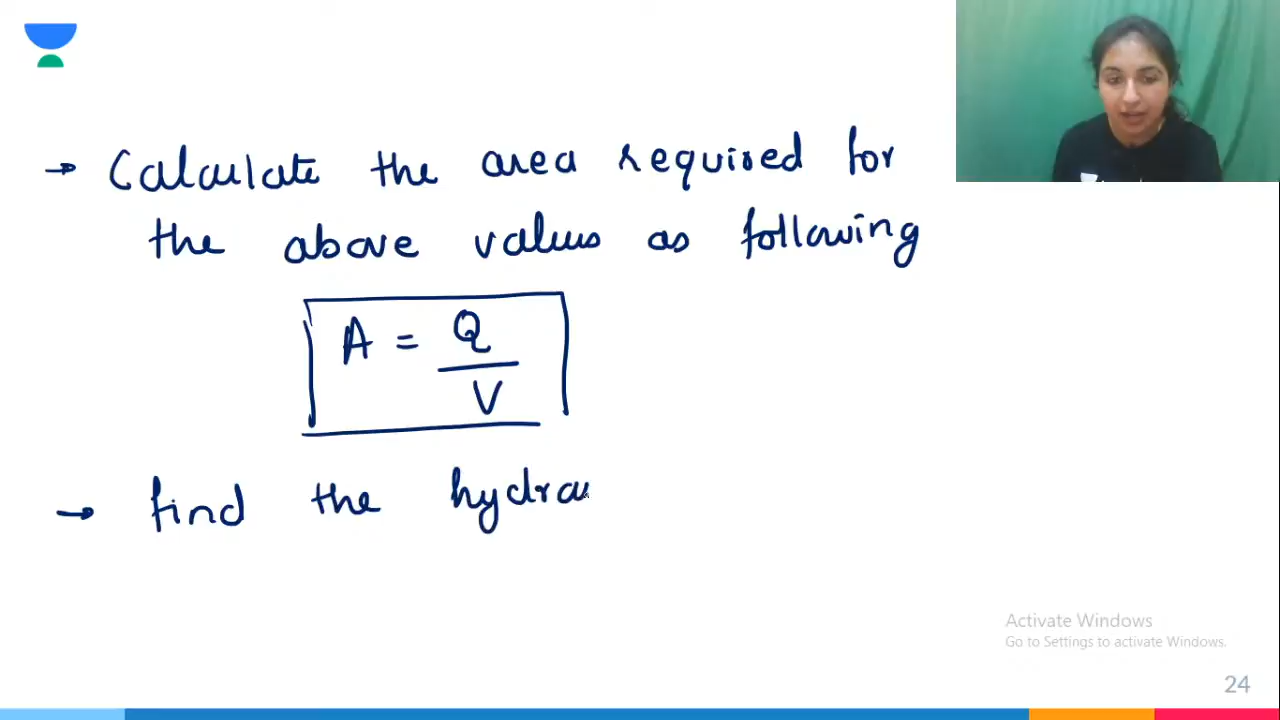 → Calculate the area required for
the above values as following
A = Q
V
→ find the hydrau
Activate Windows
Go to Settings to activate Windows.
24